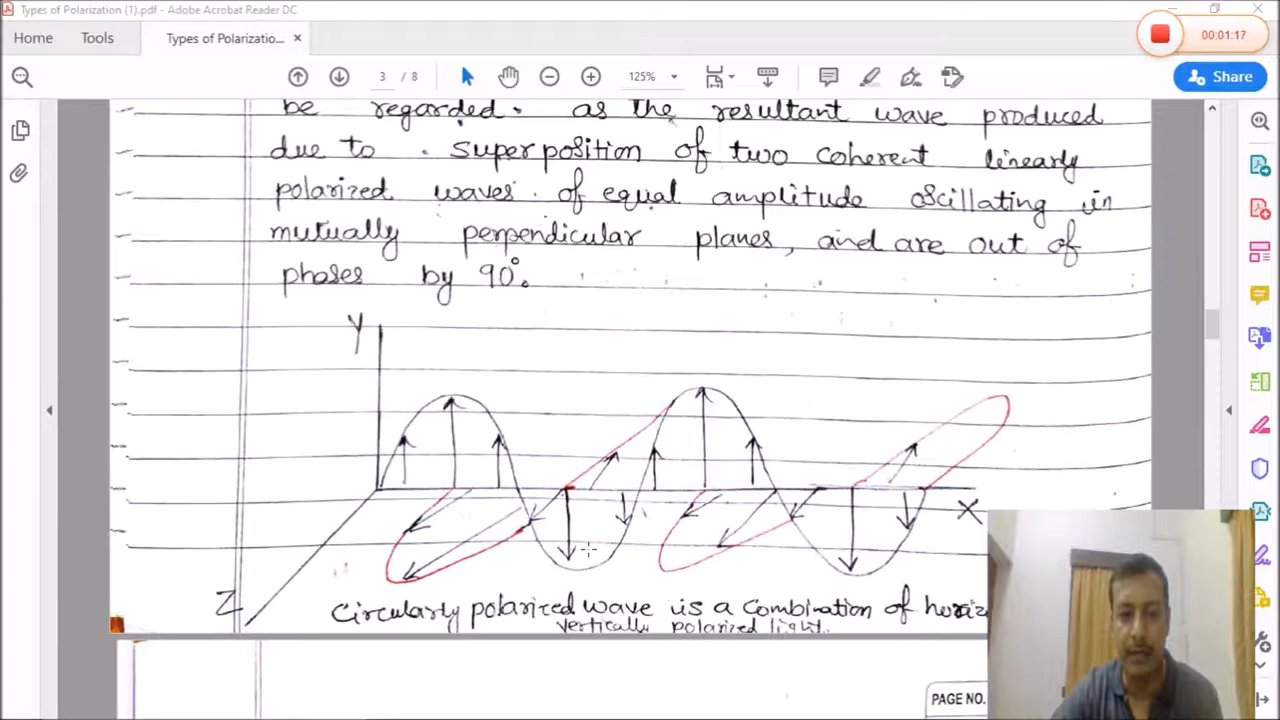 Types of Polarization (1).pdf - Adobe Acrobat Reader DC
Home Tools Types of Polarizatio... ×
00:01:17
3 / 8 125% Share
be regarded. as the resultant wave produced
due to . superposition of two coherent linearly
polarized waves. of equal amplitude oscillating in
mutually perpendicular planes, and are out of
phases by 90°.
Y
X
Z
Circularly polarized wave is a combination of
vertically polarized light.
PAGE NO.